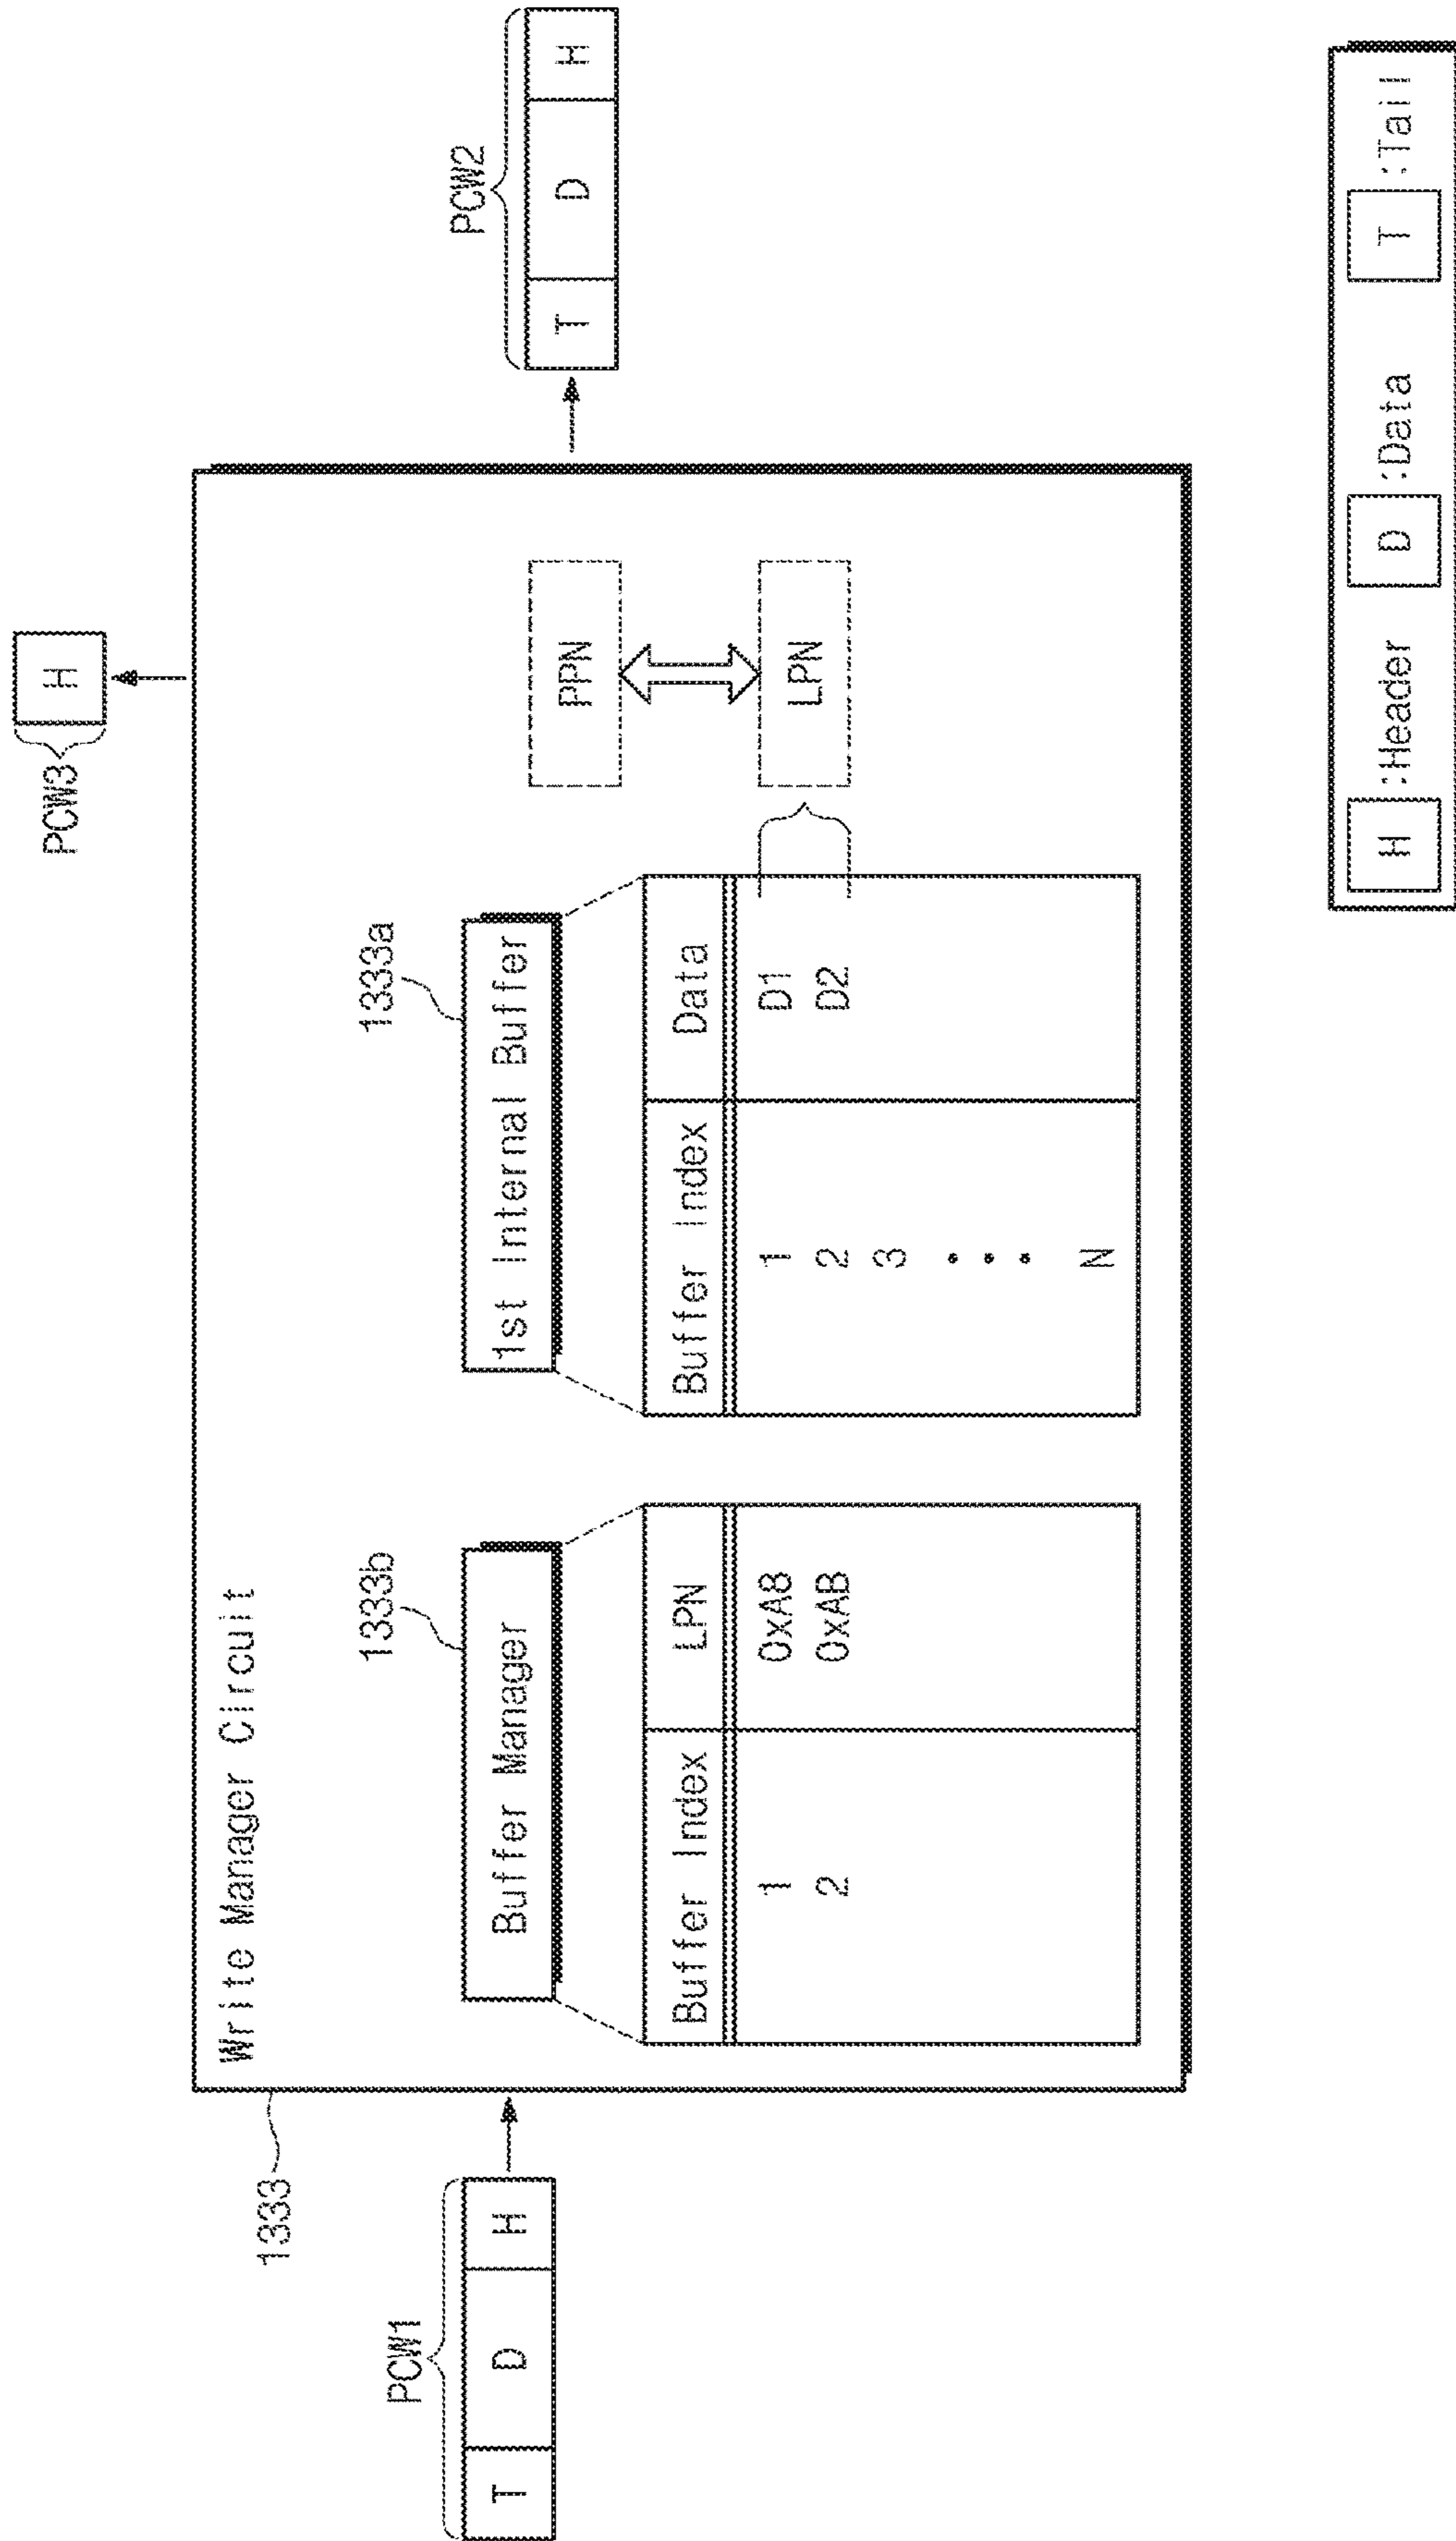 PCW3
H
1333
Write Manager Circuit
PCW1
T D H
1333b
Buffer Manager
Buffer Index LPN
1 0xA8
2 0xAB
1333a
1st Internal Buffer
Buffer Index Data
1 D1
2 D2
3
• • •
N
PPN
LPN
PCW2
T D H
H :Header D :Data T :Tail